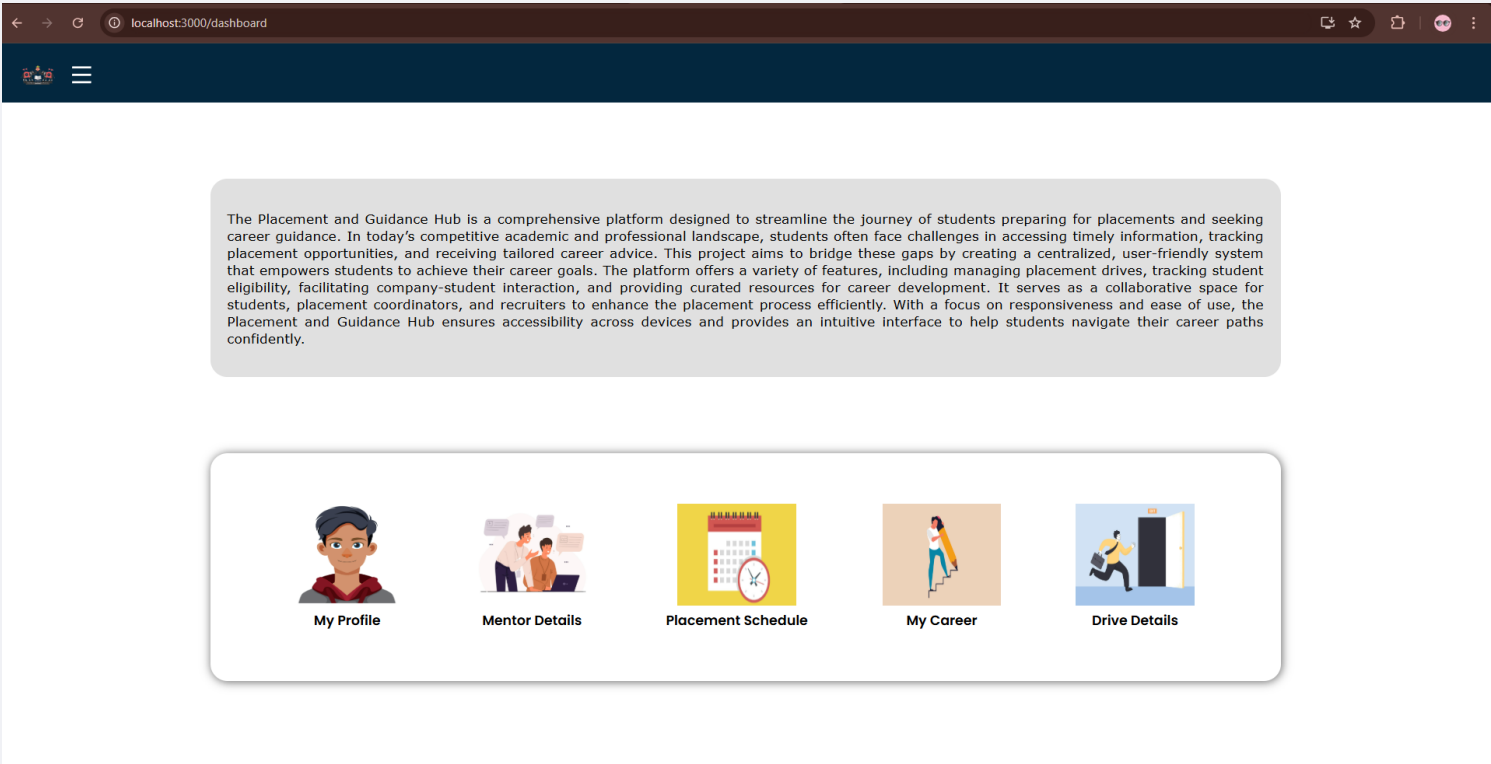 localhost:3000/dashboard
The Placement and Guidance Hub is a comprehensive platform designed to streamline the journey of students preparing for placements and seeking
career guidance. In today’s competitive academic and professional landscape, students often face challenges in accessing timely information, tracking
placement opportunities, and receiving tailored career advice. This project aims to bridge these gaps by creating a centralized, user-friendly system
that empowers students to achieve their career goals. The platform offers a variety of features, including managing placement drives, tracking student
eligibility, facilitating company-student interaction, and providing curated resources for career development. It serves as a collaborative space for
students, placement coordinators, and recruiters to enhance the placement process efficiently. With a focus on responsiveness and ease of use, the
Placement and Guidance Hub ensures accessibility across devices and provides an intuitive interface to help students navigate their career paths
confidently.
My Profile
Mentor Details
Placement Schedule
My Career
Drive Details